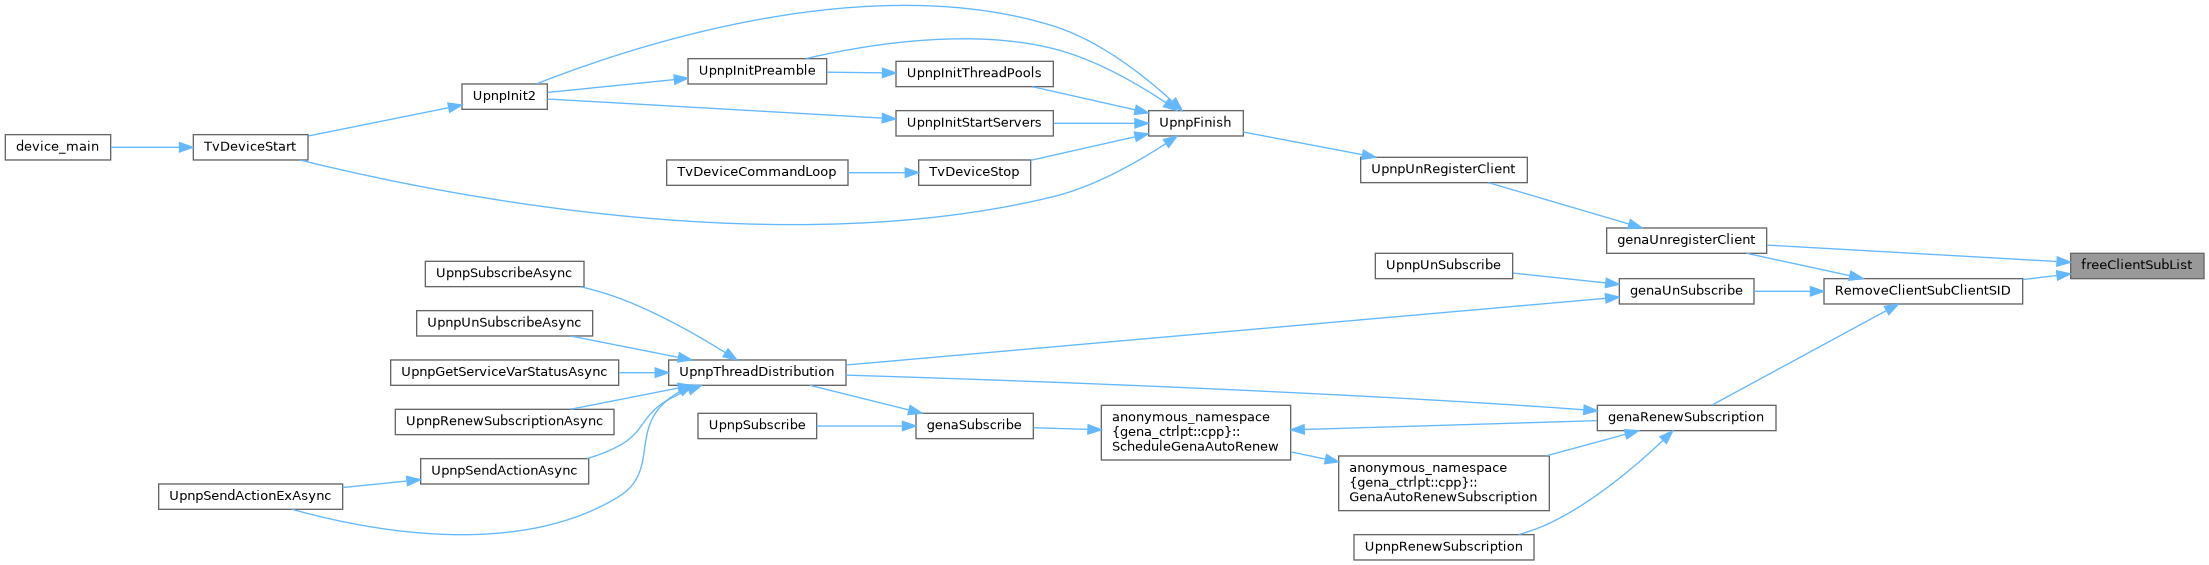 UpnpInitPreamble
UpnpInitThreadPools
UpnpInit2
UpnpInitStartServers
UpnpFinish
device_main
TvDeviceStart
TvDeviceCommandLoop
TvDeviceStop
UpnpUnRegisterClient
genaUnregisterClient
UpnpUnSubscribe
freeClientSubList
UpnpSubscribeAsync
genaUnSubscribe
RemoveClientSubClientSID
UpnpUnSubscribeAsync
UpnpGetServiceVarStatusAsync
UpnpThreadDistribution
UpnpRenewSubscriptionAsync
UpnpSubscribe
genaSubscribe
anonymous_namespace
{gena_ctrlpt::cpp}::
ScheduleGenaAutoRenew
genaRenewSubscription
UpnpSendActionAsync
anonymous_namespace
{gena_ctrlpt::cpp}::
GenaAutoRenewSubscription
UpnpSendActionExAsync
UpnpRenewSubscription